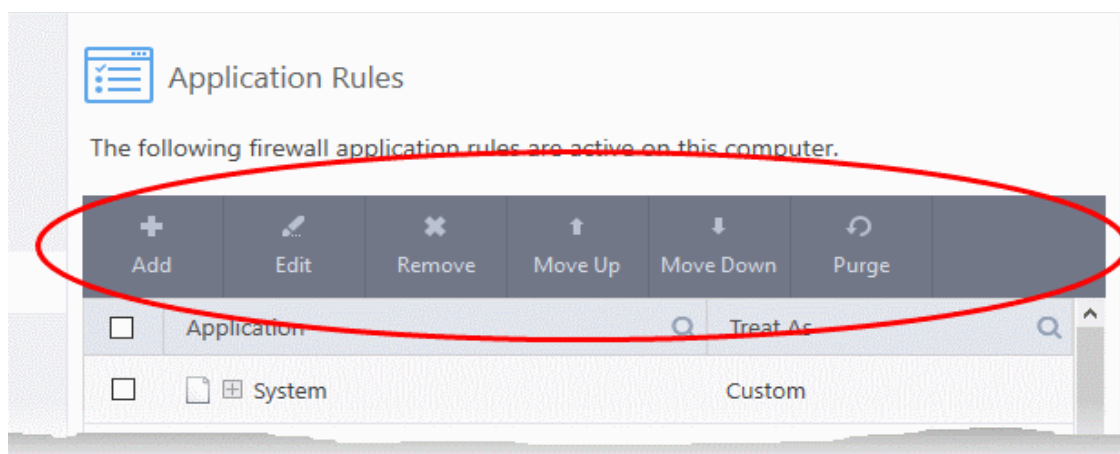 Application Rules
The following firewall application rules are active on this computer.
Add Edit Remove Move Up Move Down Purge
Application Treat As
System Custom